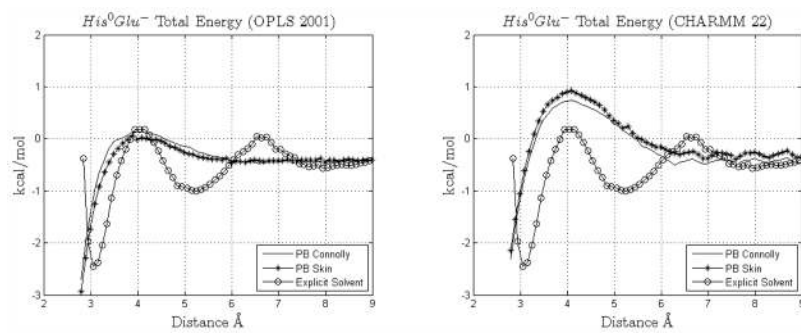 His⁰Glu⁻ Total Energy (OPLS 2001)
kcal/mol
2
1
0
-1
-2
-3
2 3 4 5 6 7 8 9
Distance Å
PB Connolly
PB Skin
Explicit Solvent
His⁰Glu⁻ Total Energy (CHARMM 22)
kcal/mol
2
1
0
-1
-2
-3
2 3 4 5 6 7 8 9
Distance Å
PB Connolly
PB Skin
Explicit Solvent